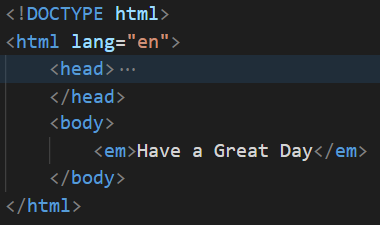 <!DOCTYPE html>
<html lang="en">
<head>…
</head>
<body>
<em>Have a Great Day</em>
</body>
</html>